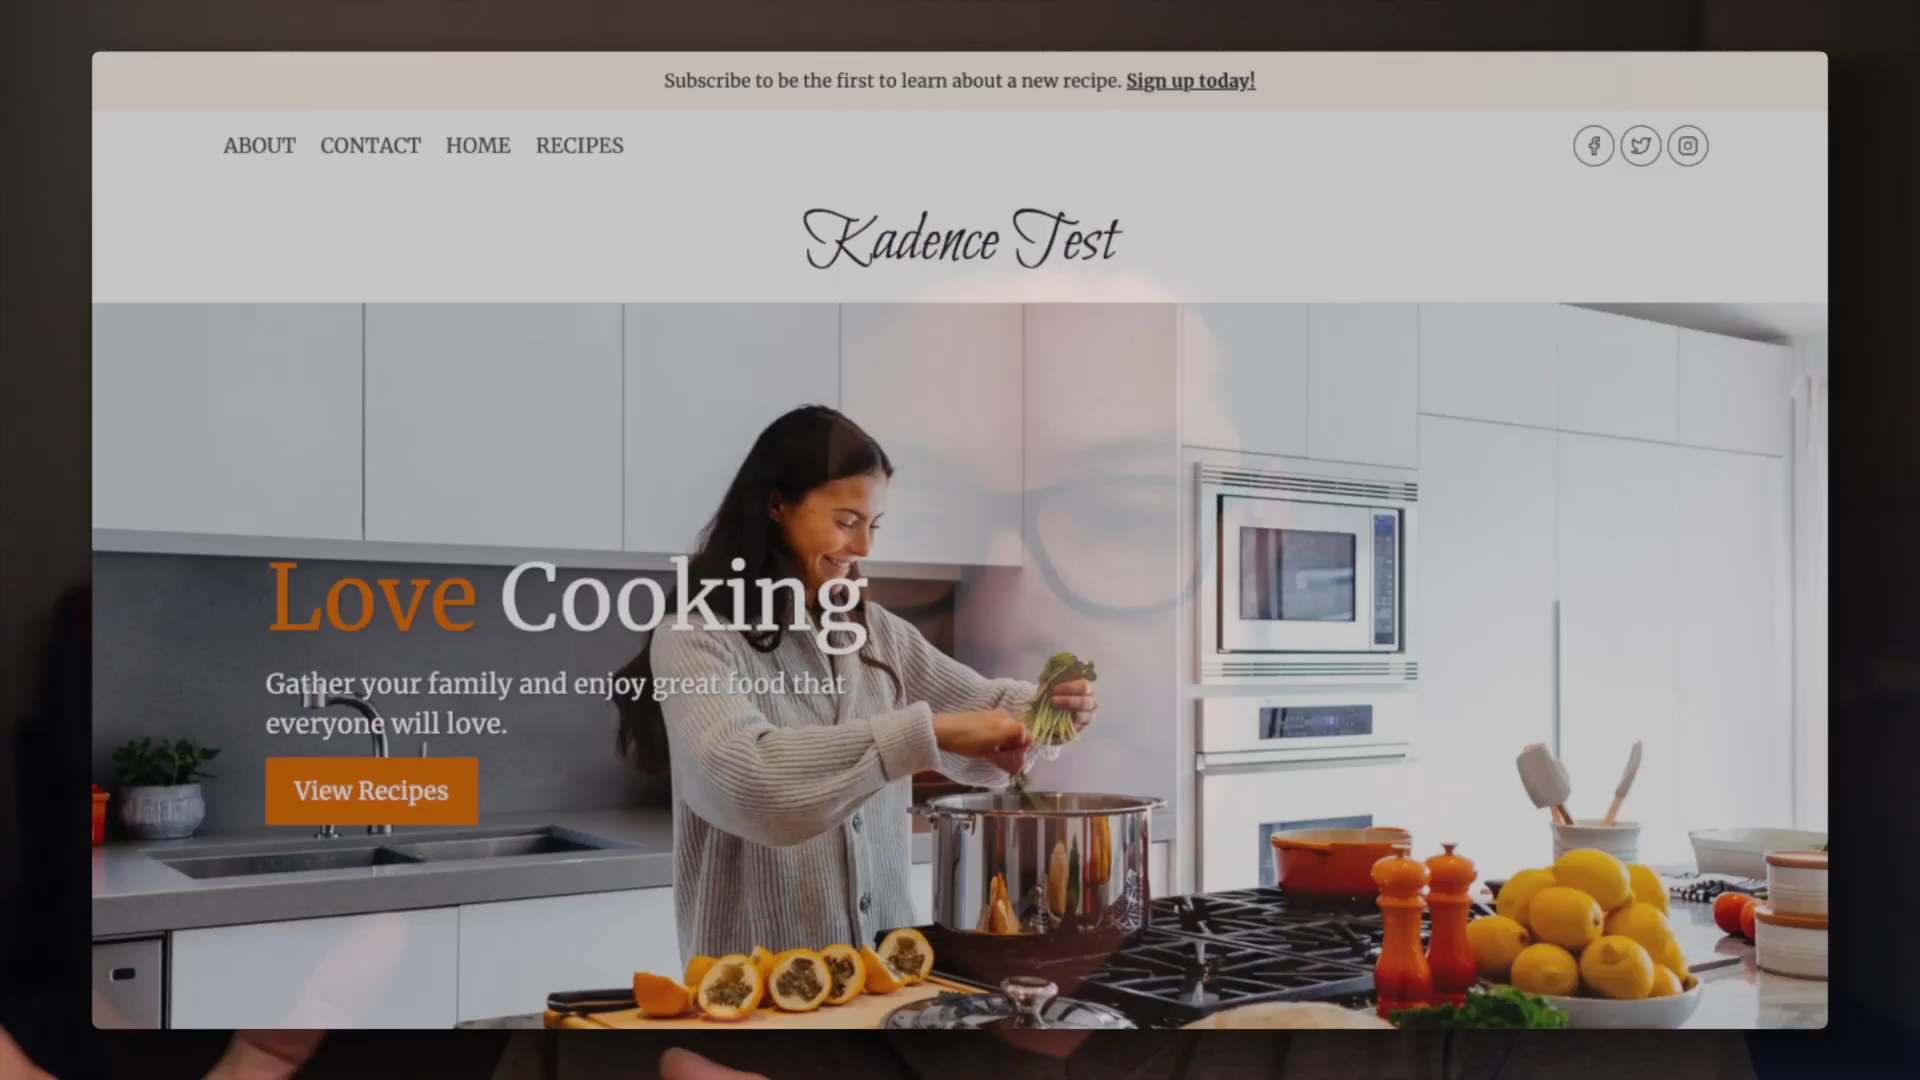 Subscribe to be the first to learn about a new recipe. Sign up today!
ABOUT CONTACT HOME RECIPES
Kadence Test
Love Cooking
Gather your family and enjoy great food that
everyone will love.
View Recipes